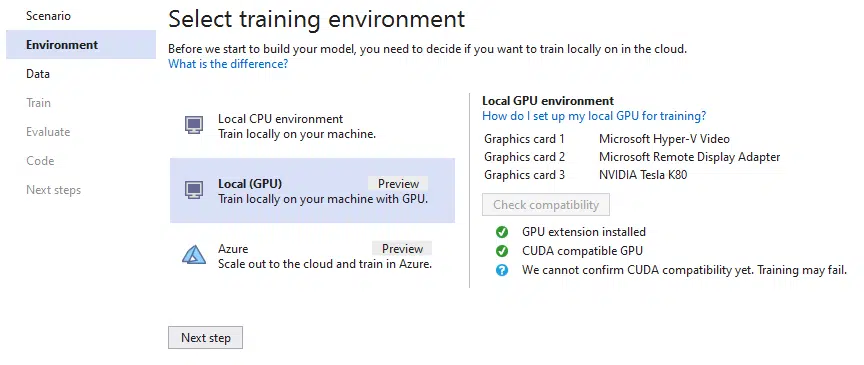 Scenario
Environment
Data
Train
Evaluate
Code
Next steps
Select training environment
Before we start to build your model, you need to decide if you want to train locally on in the cloud.
What is the difference?
Local CPU environment
Train locally on your machine.
Local (GPU) Preview
Train locally on your machine with GPU.
Azure Preview
Scale out to the cloud and train in Azure.
Local GPU environment
How do I set up my local GPU for training?
Graphics card 1 Microsoft Hyper-V Video
Graphics card 2 Microsoft Remote Display Adapter
Graphics card 3 NVIDIA Tesla K80
Check compatibility
GPU extension installed
CUDA compatible GPU
We cannot confirm CUDA compatibility yet. Training may fail.
Next step